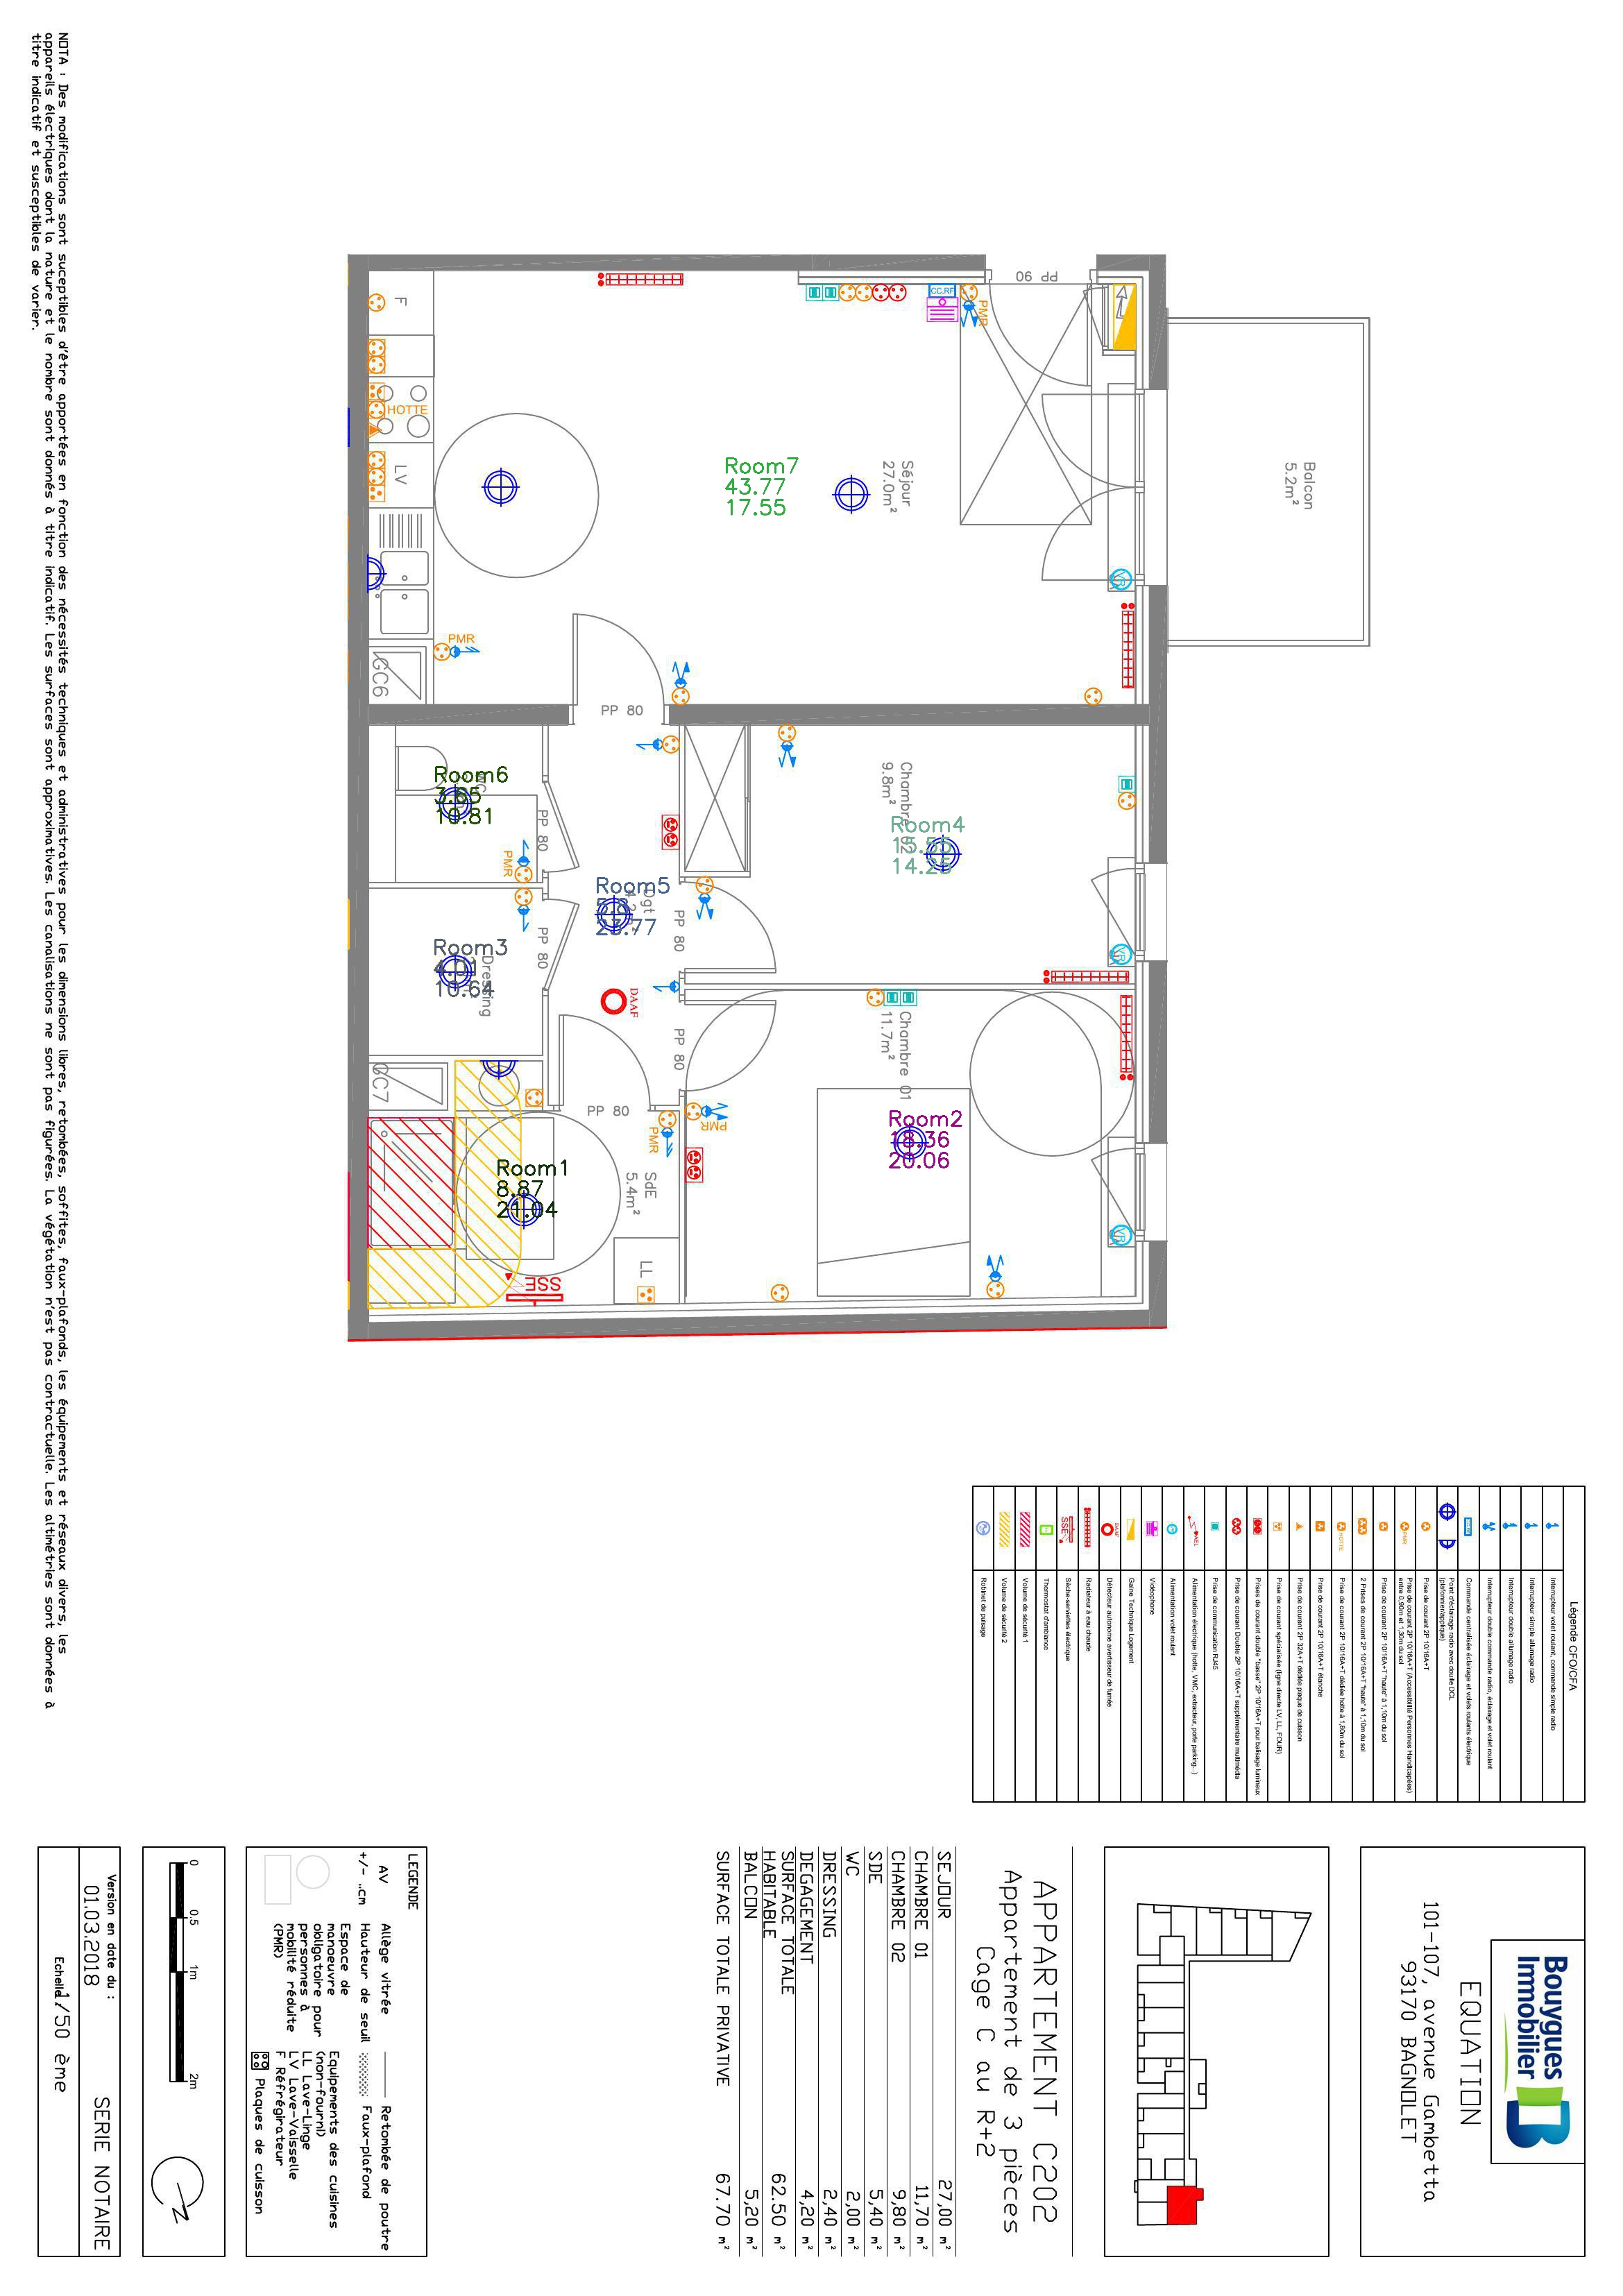 NOTA : Des modifications sont succeptibles d'être apportées en fonction des nécessités techniques et administratives pour les dimensions libres, retombées, soffites, faux-plafonds, les équipements et réseaux divers, les
appareils électriques dont la nature et le nombre sont donnés à titre indicatif. Les surfaces sont approximatives. Les canalisations ne sont pas figurées. La végétation n'est pas contractuelle. Les altimétries sont données à
titre indicatif et susceptibles de varier.
PP 90
F
CC.RF
PMR
HOTTE
LV
Room7
43.77
17.55
Séjour
27.0m²
Balcon
5.2m²
VR
PMR
GC6
PP 80
Room6
3.65
10.81
PP 80
PMR
Chambre 02
9.8m²
Room4
14.25
Room5
23.77
Dgt
PP 80
PP 80
Room3
10.64
Dressing
VR
DAAF
PP 80
GC7
PP 80
PMR
PMR
Chambre 01
11.7m²
Room2
18.36
20.06
Room1
8.87
21.04
SdE
5.4m²
VR
LL
SSE
Légende CFO/CFA
Interrupteur volet roulant, commande simple radio
Interrupteur simple allumage radio
Interrupteur double allumage radio
Interrupteur double commande radio, éclairage et volet roulant
Commande centralisée éclairage et volets roulants électrique
Point d'éclairage radio avec douille DCL
(plafonnier/applique)
Prise de courant 2P 10/16A+T
Prise de courant 2P 10/16A+T (Accessibilité Personnes Handicapées)
entre 0,90m et 1,30m du sol
Prise de courant 2P 10/16A+T "haute" à 1,10m du sol
2 Prises de courant 2P 10/16A+T "haute" à 1,10m du sol
Prise de courant 2P 10/16A+T dédiée hotte à 1,80m du sol
Prise de courant 2P 10/16A+T étanche
Prise de courant 2P 32A+T dédiée plaque de cuisson
Prise de courant spécialisée (ligne directe LV, LL, FOUR)
Prises de courant double "basse" 2P 10/16A+T pour balisage lumineux
Prise de courant Double 2P 10/16A+T supplémentaire multimédia
Prise de communication RJ45
Alimentation électrique (hotte, VMC, extracteur, porte parking...)
Alimentation volet roulant
Vidéophone
Gaine Technique Logement
Détecteur autonome avertisseur de fumée
Radiateur à eau chaude
Sèche-serviettes électrique
Thermostat d'ambiance
Volume de sécurité 1
Volume de sécurité 2
Robinet de puisage
Bouygues
Immobilier
EQUATION
101-107, avenue Gambetta
93170 BAGNOLET
APPARTEMENT C202
Appartement de 3 pièces
Cage C au R+2
SEJOUR 27,00 m²
CHAMBRE 01 11,70 m²
CHAMBRE 02 9,80 m²
SDE 5,40 m²
WC 2,00 m²
DRESSING 2,40 m²
DEGAGEMENT 4,20 m²
SURFACE TOTALE
HABITABLE 62.50 m²
BALCON 5,20 m²
SURFACE TOTALE PRIVATIVE 67.70 m²
LEGENDE
AV Allège vitrée
+/- ..cm Hauteur de seuil
Espace de
manoeuvre
obligatoire pour
personnes à
mobilité réduite
(PMR)
Retombée de poutre
Faux-plafond
Equipements des cuisines
(non-fourni)
LL Lave-Linge
LV Lave-Vaisselle
F Réfrigérateur
Plaques de cuisson
0 0.5 1m 2m
N
Version en date du :
01.03.2018
SERIE NOTAIRE
Echelle 1/50 ème